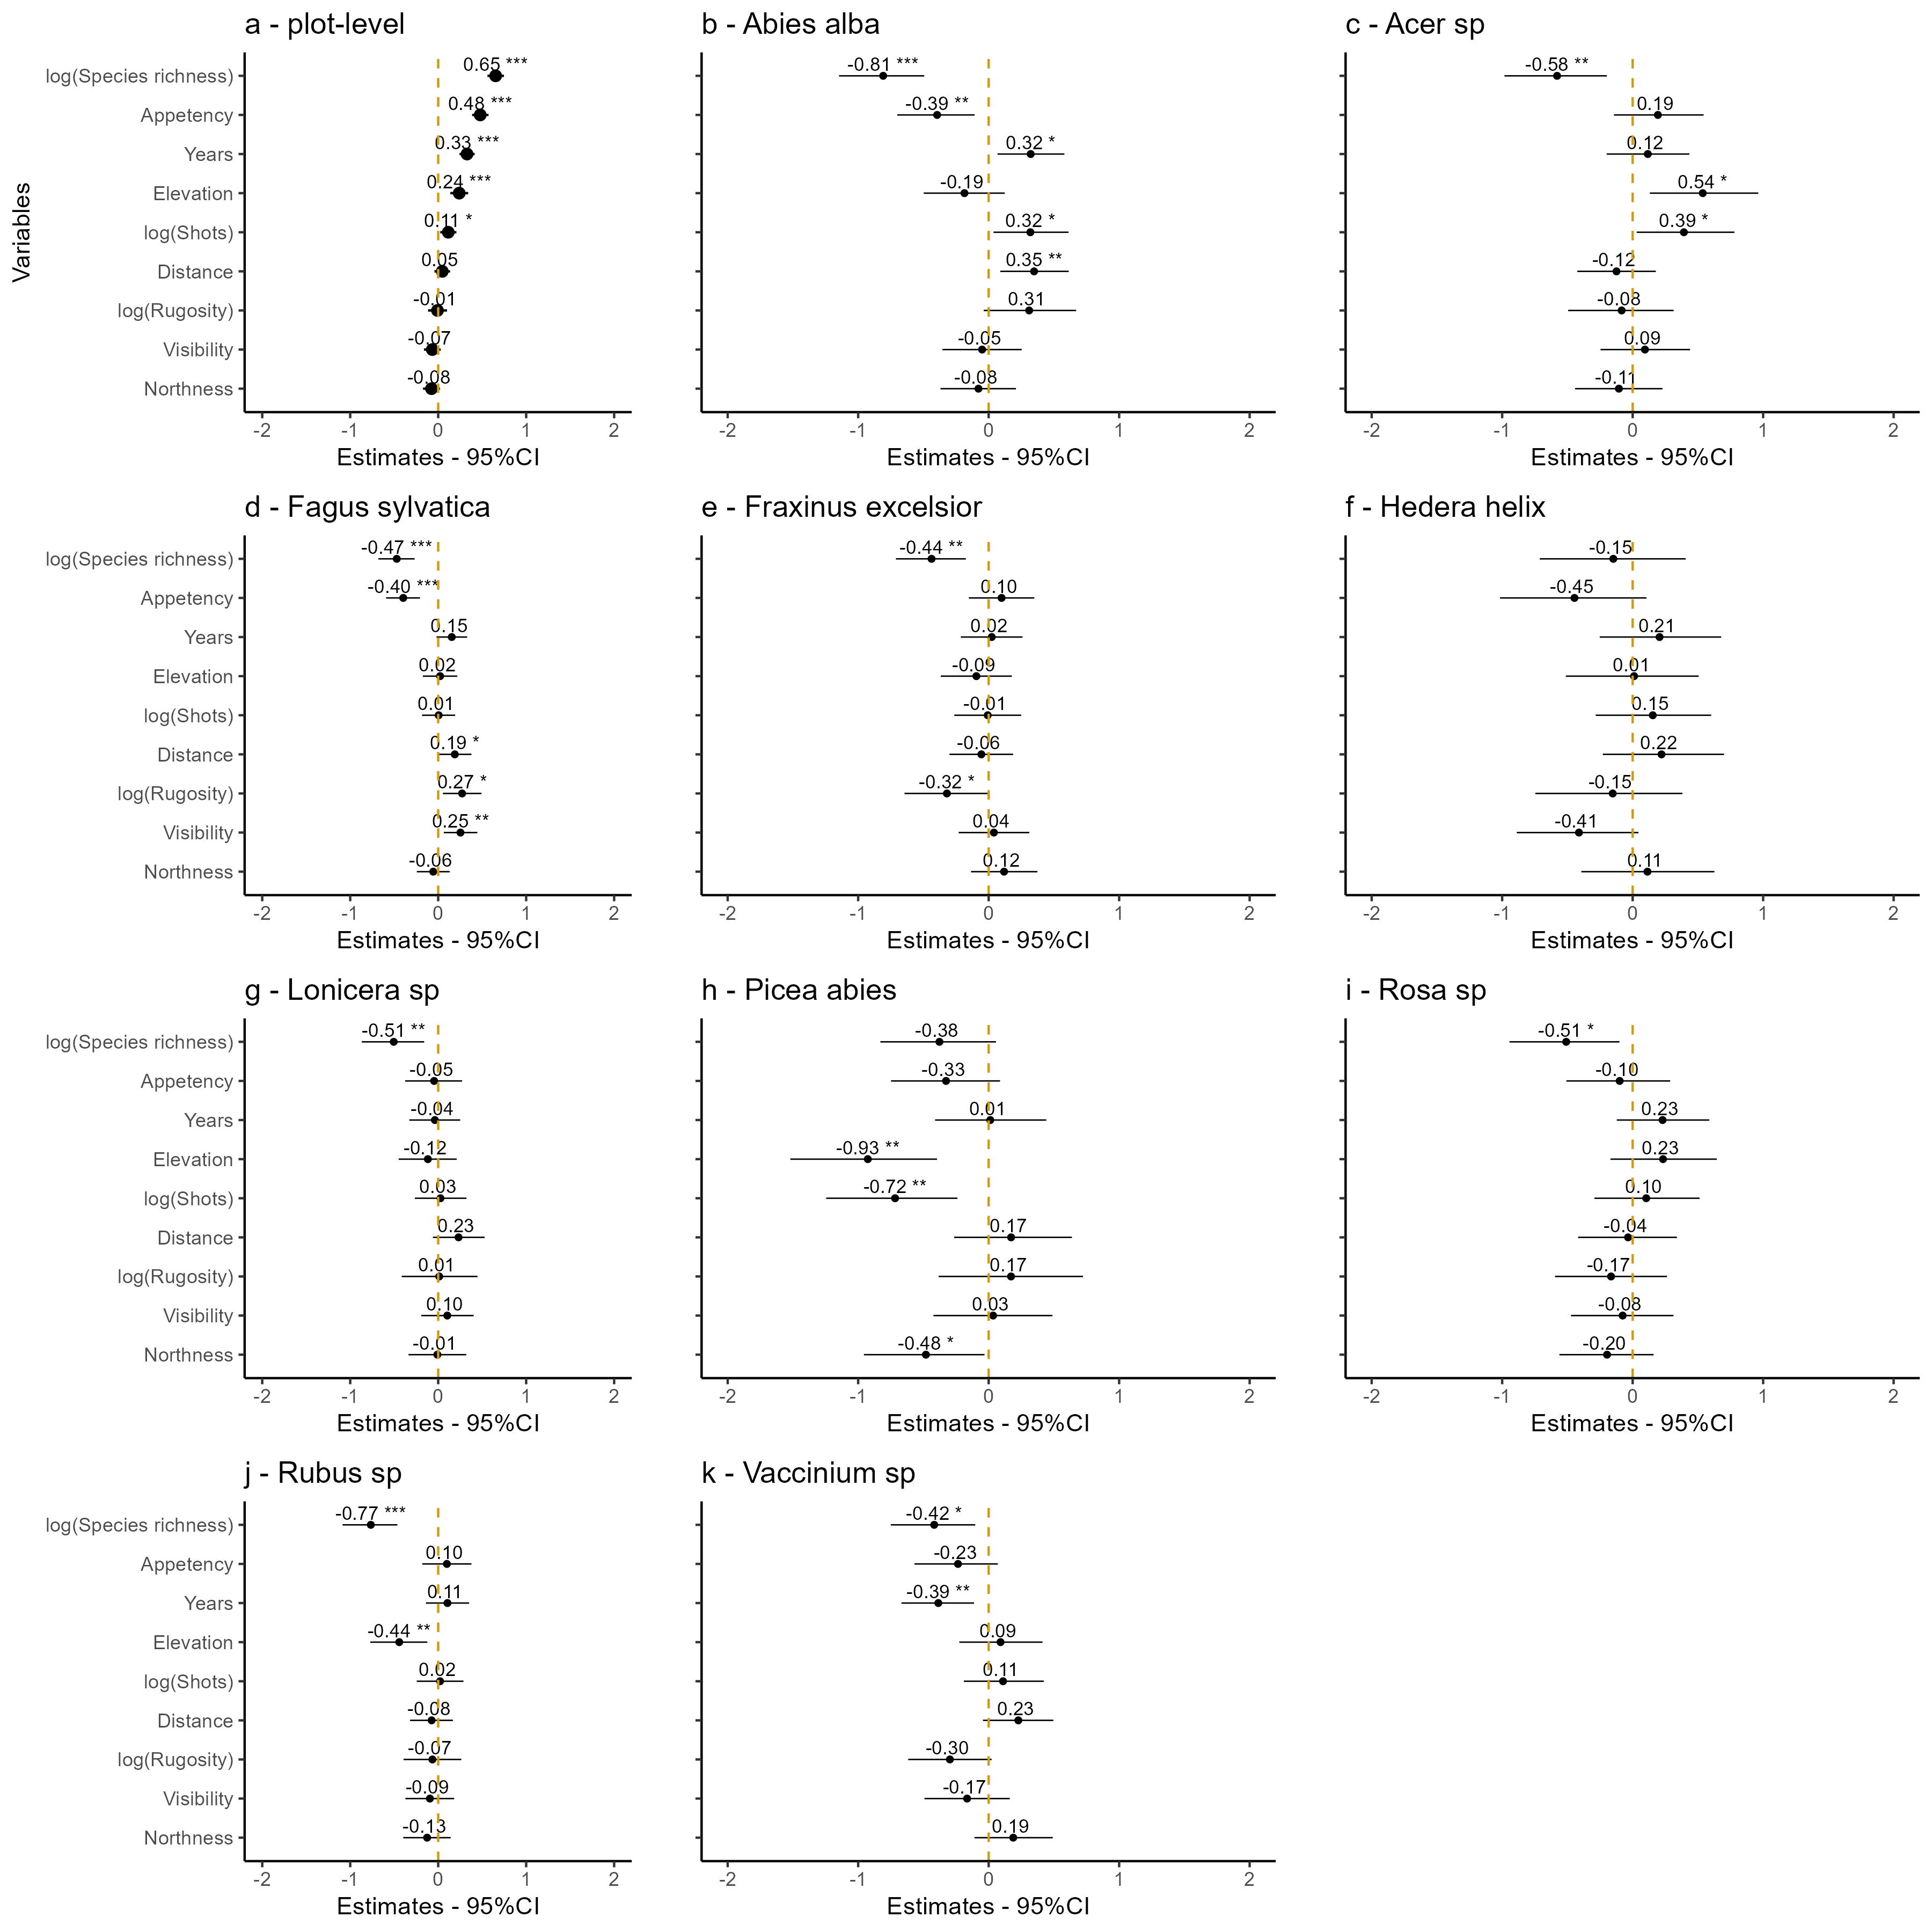 a - plot-level
b - Abies alba
c - Acer sp
Variables
log(Species richness) 0.65 *** -0.81 *** -0.58 **
Appetency 0.48 *** -0.39 ** 0.19
Years 0.33 *** 0.32 * 0.12
Elevation 0.24 *** -0.19 0.54 *
log(Shots) 0.11 * 0.32 * 0.39 *
Distance 0.05 0.35 ** -0.12
log(Rugosity) -0.01 0.31 -0.08
Visibility -0.07 -0.05 0.09
Northness -0.08 -0.08 -0.11
-2 -1 0 1 2 -2 -1 0 1 2 -2 -1 0 1 2
Estimates - 95%CI Estimates - 95%CI Estimates - 95%CI
d - Fagus sylvatica
e - Fraxinus excelsior
f - Hedera helix
log(Species richness) -0.47 *** -0.44 ** -0.15
Appetency -0.40 *** 0.10 -0.45
Years 0.15 0.02 0.21
Elevation 0.02 -0.09 0.01
log(Shots) 0.01 -0.01 0.15
Distance 0.19 * -0.06 0.22
log(Rugosity) 0.27 * -0.32 * -0.15
Visibility 0.25 ** 0.04 -0.41
Northness -0.06 0.12 0.11
-2 -1 0 1 2 -2 -1 0 1 2 -2 -1 0 1 2
Estimates - 95%CI Estimates - 95%CI Estimates - 95%CI
g - Lonicera sp
h - Picea abies
i - Rosa sp
log(Species richness) -0.51 ** -0.38 -0.51 *
Appetency -0.05 -0.33 -0.10
Years -0.04 0.01 0.23
Elevation -0.12 -0.93 ** 0.23
log(Shots) 0.03 -0.72 ** 0.10
Distance 0.23 0.17 -0.04
log(Rugosity) 0.01 0.17 -0.17
Visibility 0.10 0.03 -0.08
Northness -0.01 -0.48 * -0.20
-2 -1 0 1 2 -2 -1 0 1 2 -2 -1 0 1 2
Estimates - 95%CI Estimates - 95%CI Estimates - 95%CI
j - Rubus sp
k - Vaccinium sp
log(Species richness) -0.77 *** -0.42 *
Appetency 0.10 -0.23
Years 0.11 -0.39 **
Elevation -0.44 ** 0.09
log(Shots) 0.02 0.11
Distance -0.08 0.23
log(Rugosity) -0.07 -0.30
Visibility -0.09 -0.17
Northness -0.13 0.19
-2 -1 0 1 2 -2 -1 0 1 2
Estimates - 95%CI Estimates - 95%CI